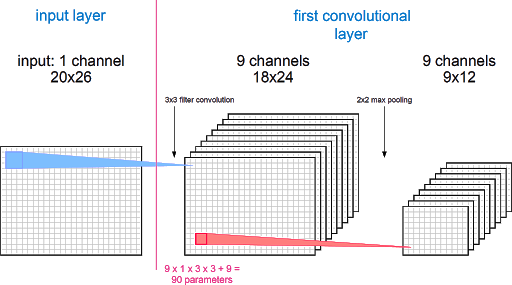 input layer
first convolutional
layer
input: 1 channel
20x26
9 channels
18x24
9 channels
9x12
3x3 filter convolution
2x2 max pooling
9 x 1 x 3 x 3 + 9 =
90 parameters